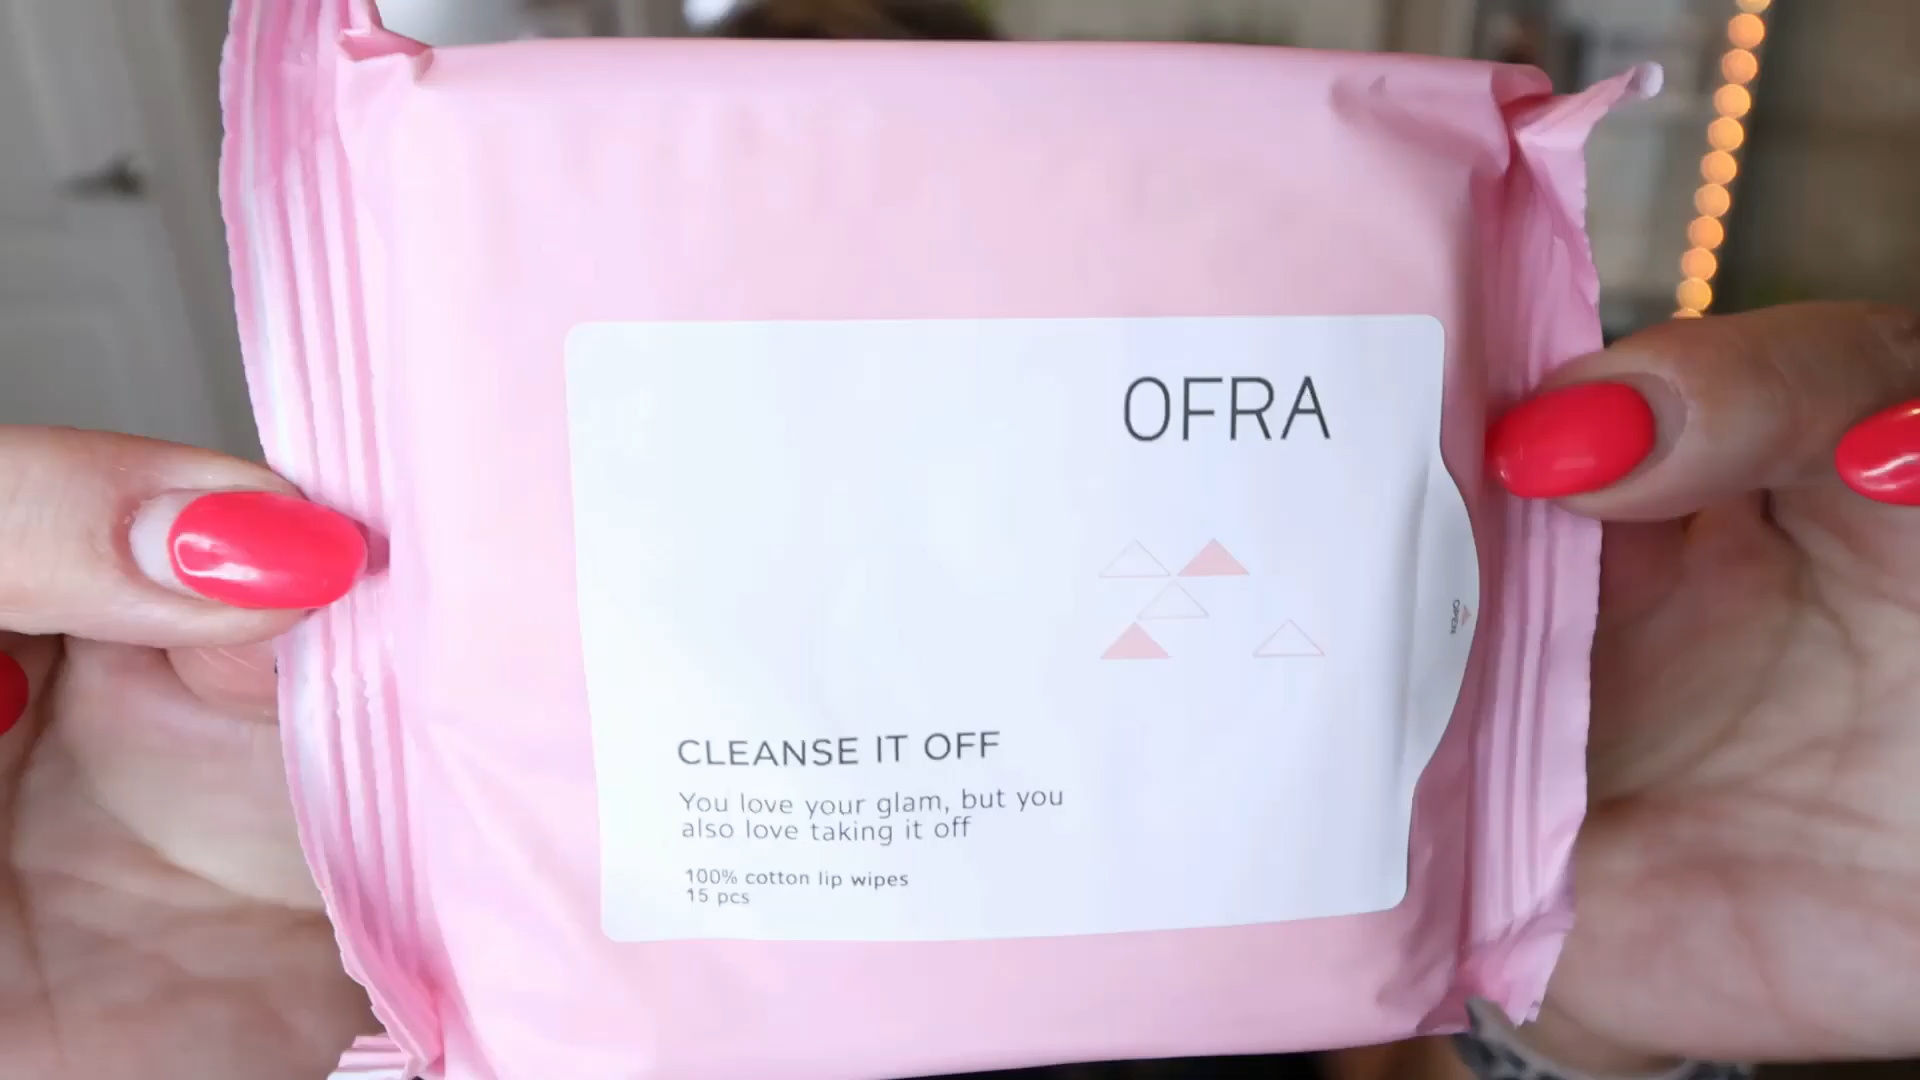 OFRA
OPEN
CLEANSE IT OFF
You love your glam, but you
also love taking it off
100% cotton lip wipes
15 pcs